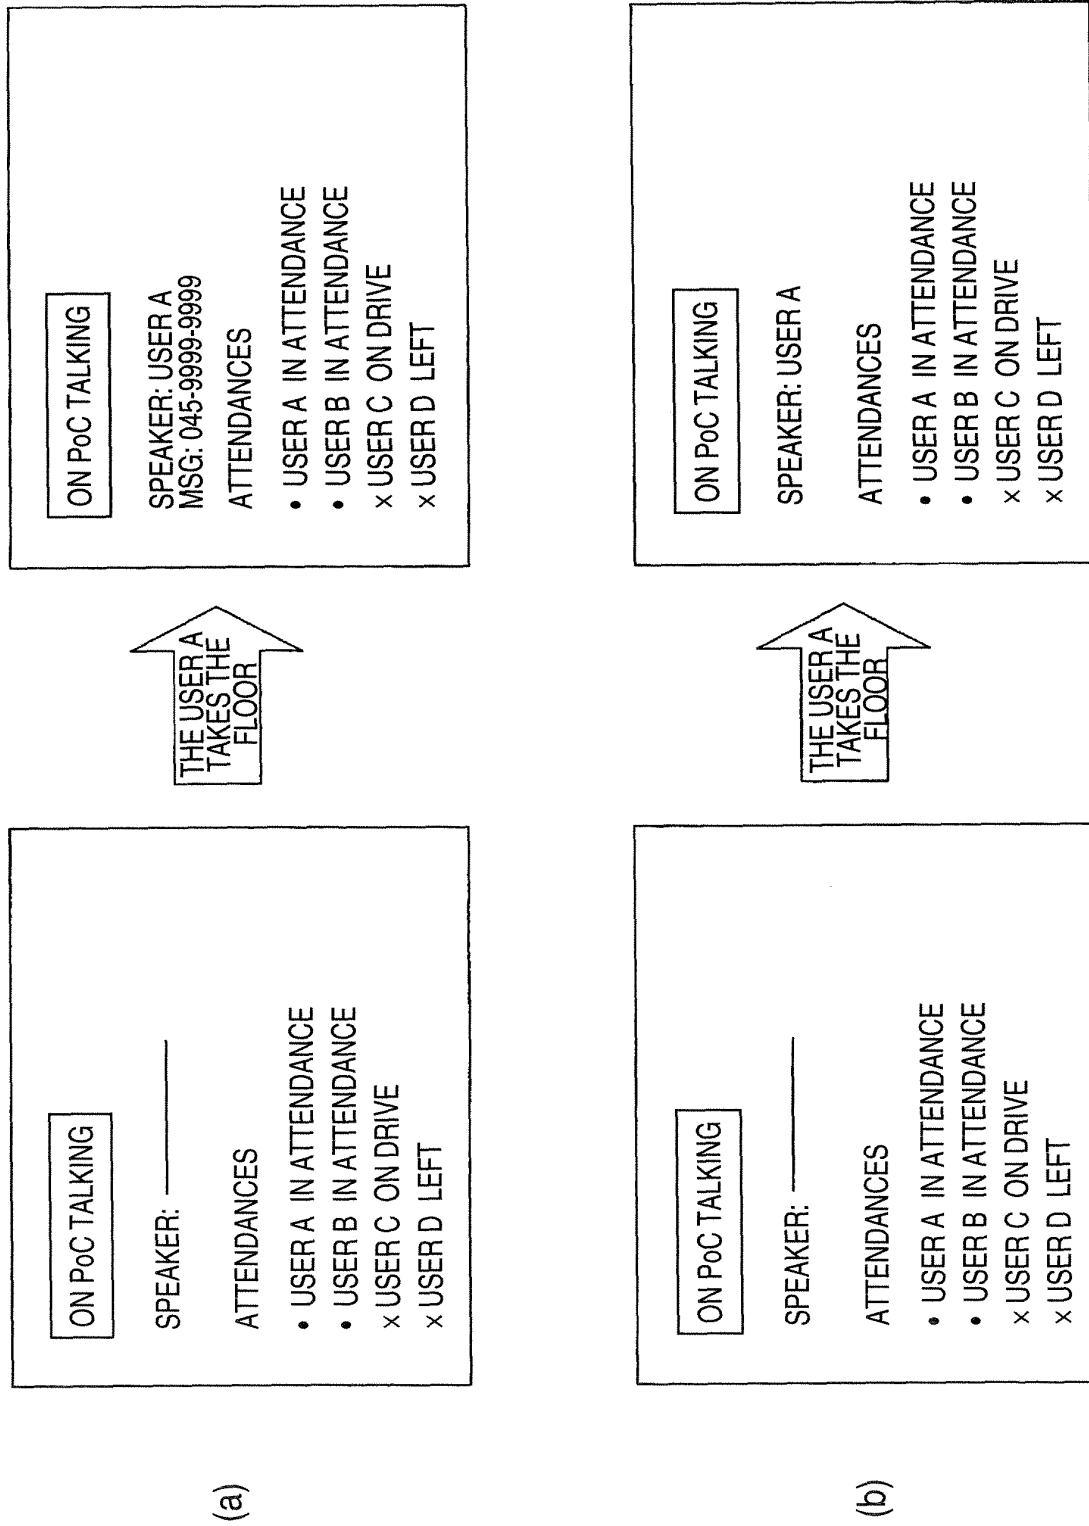 (a)
ON PoC TALKING
SPEAKER:
ATTENDANCES
• USER A IN ATTENDANCE
• USER B IN ATTENDANCE
x USER C ON DRIVE
x USER D LEFT
THE USER A
TAKES THE
FLOOR
ON PoC TALKING
SPEAKER: USER A
MSG: 045-9999-9999
ATTENDANCES
• USER A IN ATTENDANCE
• USER B IN ATTENDANCE
x USER C ON DRIVE
x USER D LEFT
(b)
ON PoC TALKING
SPEAKER:
ATTENDANCES
• USER A IN ATTENDANCE
• USER B IN ATTENDANCE
x USER C ON DRIVE
x USER D LEFT
THE USER A
TAKES THE
FLOOR
ON PoC TALKING
SPEAKER: USER A
ATTENDANCES
• USER A IN ATTENDANCE
• USER B IN ATTENDANCE
x USER C ON DRIVE
x USER D LEFT